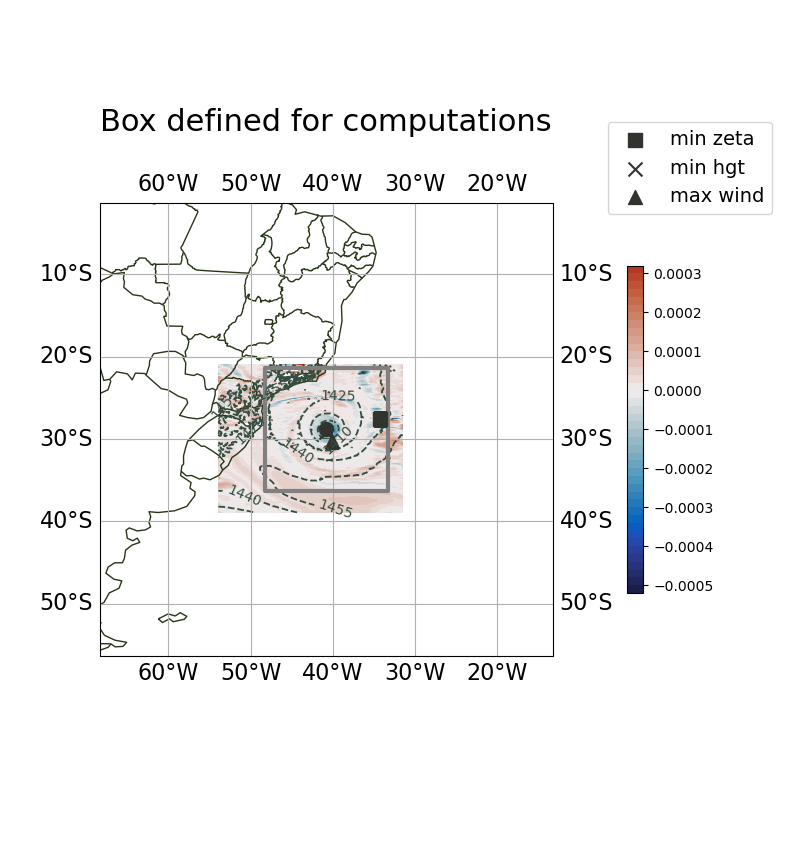 Box defined for computations
min zeta
min hgt
max wind
60°W 50°W 40°W 30°W 20°W
10°S 10°S
20°S 20°S
30°S 30°S
40°S 40°S
50°S 50°S
60°W 50°W 40°W 30°W 20°W
1425
1440
1440
1455
0.0003
0.0002
0.0001
0.0000
−0.0001
−0.0002
−0.0003
−0.0004
−0.0005